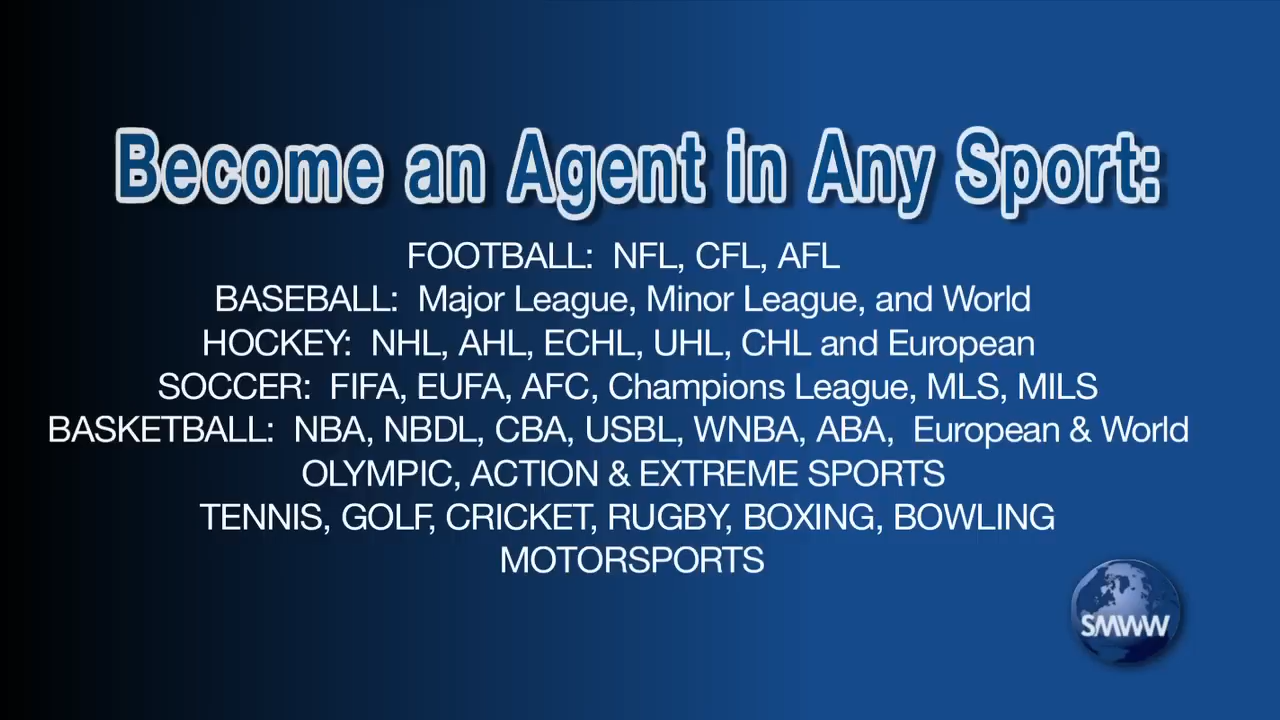 Become an Agent in Any Sport:
FOOTBALL: NFL, CFL, AFL
BASEBALL: Major League, Minor League, and World
HOCKEY: NHL, AHL, ECHL, UHL, CHL and European
SOCCER: FIFA, EUFA, AFC, Champions League, MLS, MILS
BASKETBALL: NBA, NBDL, CBA, USBL, WNBA, ABA, European & World
OLYMPIC, ACTION & EXTREME SPORTS
TENNIS, GOLF, CRICKET, RUGBY, BOXING, BOWLING
MOTORSPORTS
SMWW